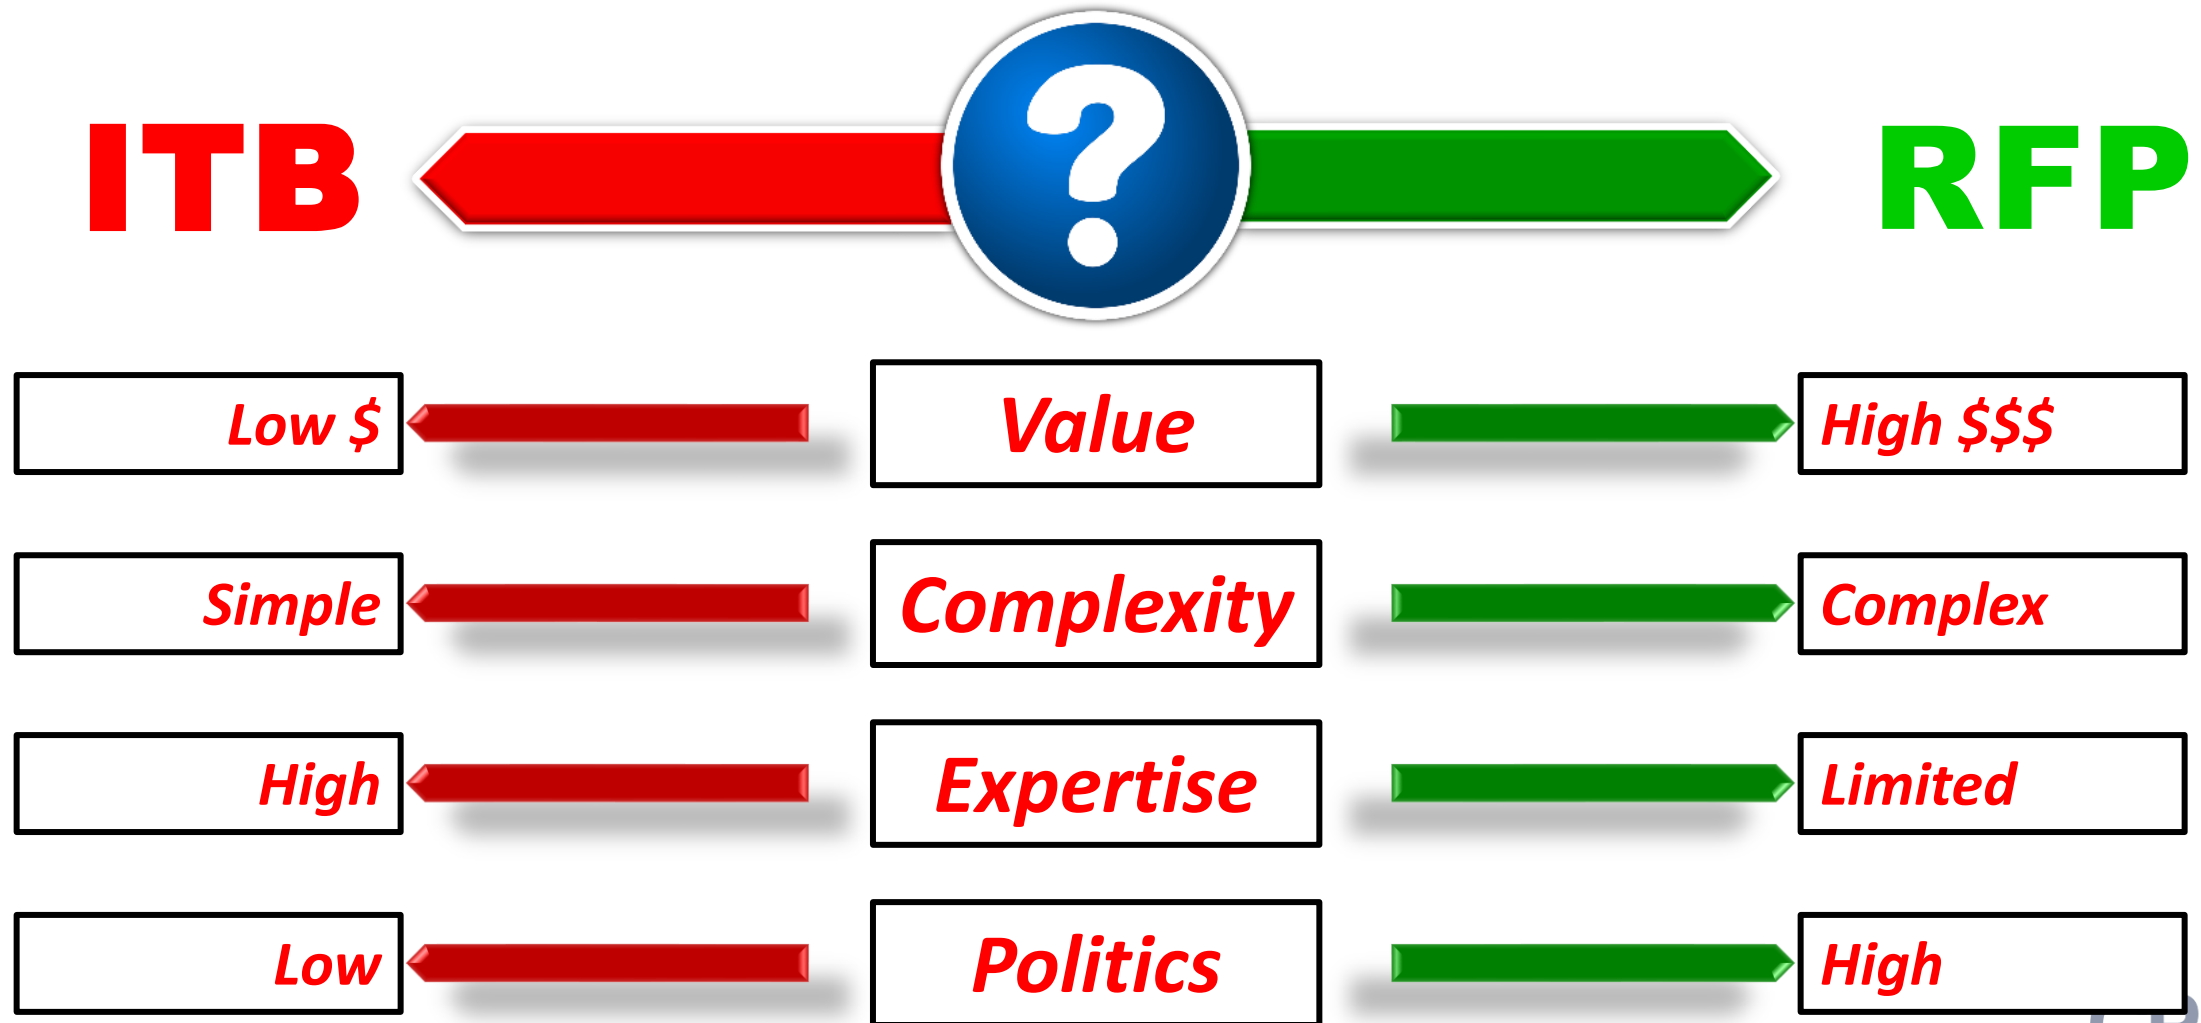 ITB
?
RFP
Low $
Value
High $$$
Simple
Complexity
Complex
High
Expertise
Limited
Low
Politics
High